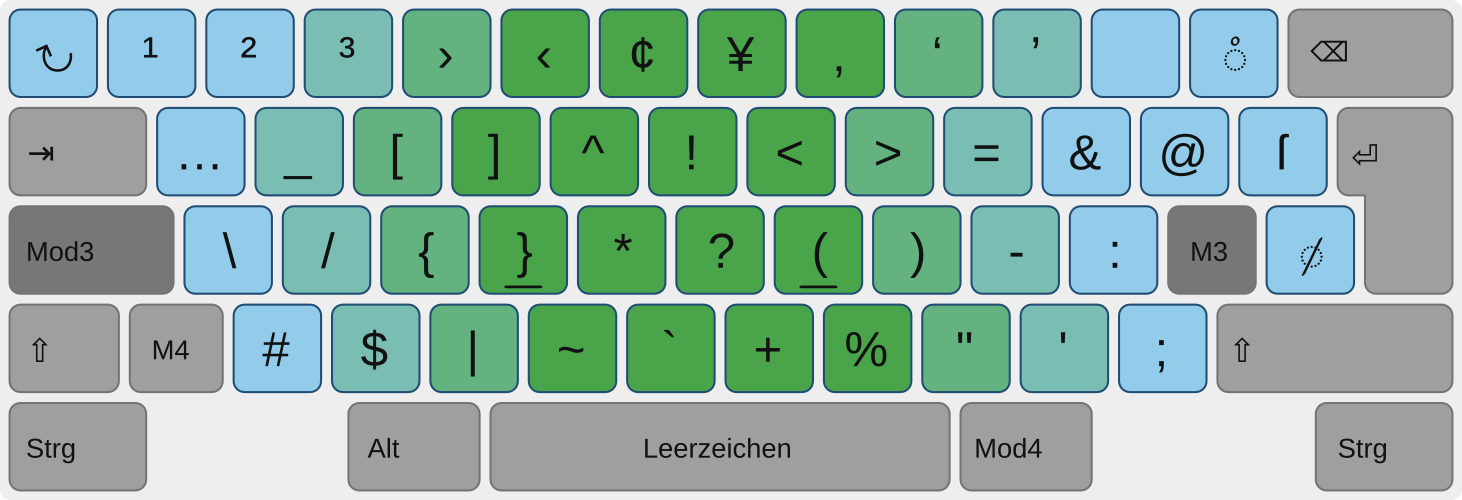 ↻ ¹ ² ³ › ‹ ¢ ¥ ‚ ‘ ’ ̊ ⌫
⇥ … _ [ ] ^ ! < > = & @ ſ ⏎
Mod3 \ / { } * ? ( ) - : M3 ̷
⇧ M4 # $ | ~ ` + % " ' ; ⇧
Strg Alt Leerzeichen Mod4 Strg